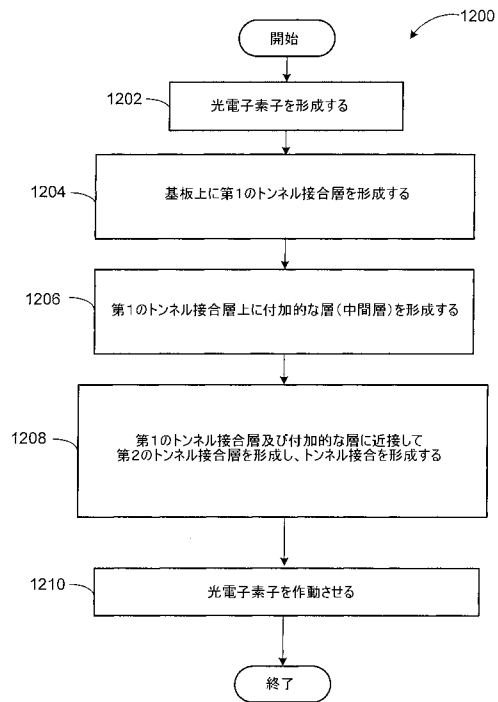 1200
開始
1202
光電子素子を形成する
1204
基板上に第1のトンネル接合層を形成する
1206
第1のトンネル接合層上に付加的な層(中間層)を形成する
1208
第1のトンネル接合層及び付加的な層に近接して
第2のトンネル接合層を形成し、トンネル接合を形成する
1210
光電子素子を作動させる
終了